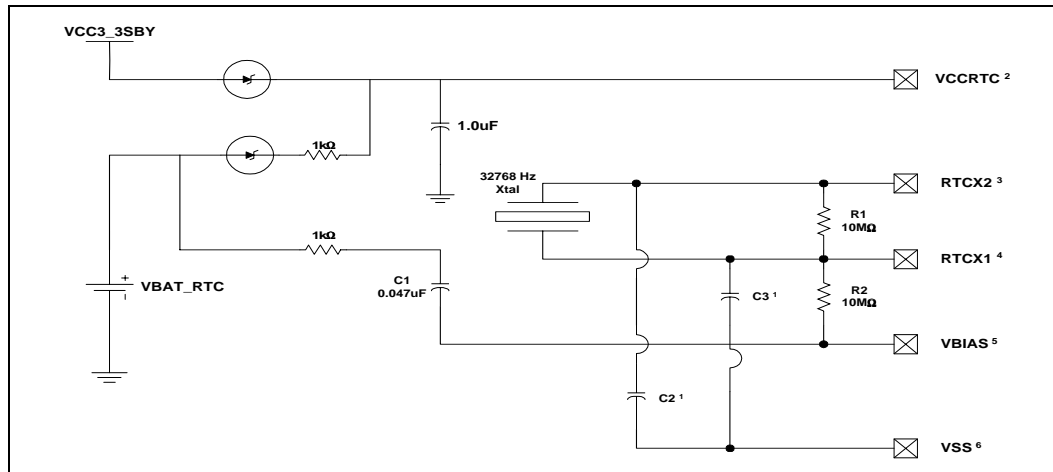 VCC3_3SBY
VCCRTC 2
1.0uF
1kΩ
32768 Hz
Xtal
RTCX2 3
R1
10MΩ
1kΩ
RTCX1 4
C1
0.047uF
VBAT_RTC
C3 1
R2
10MΩ
VBIAS 5
C2 1
VSS 6
+
–